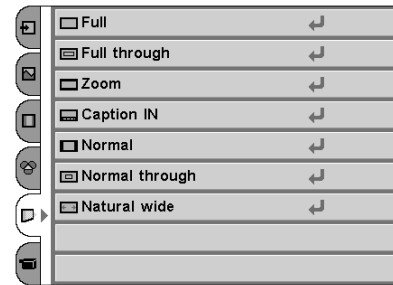 Full
Full through
Zoom
Caption IN
Normal
Normal through
Natural wide